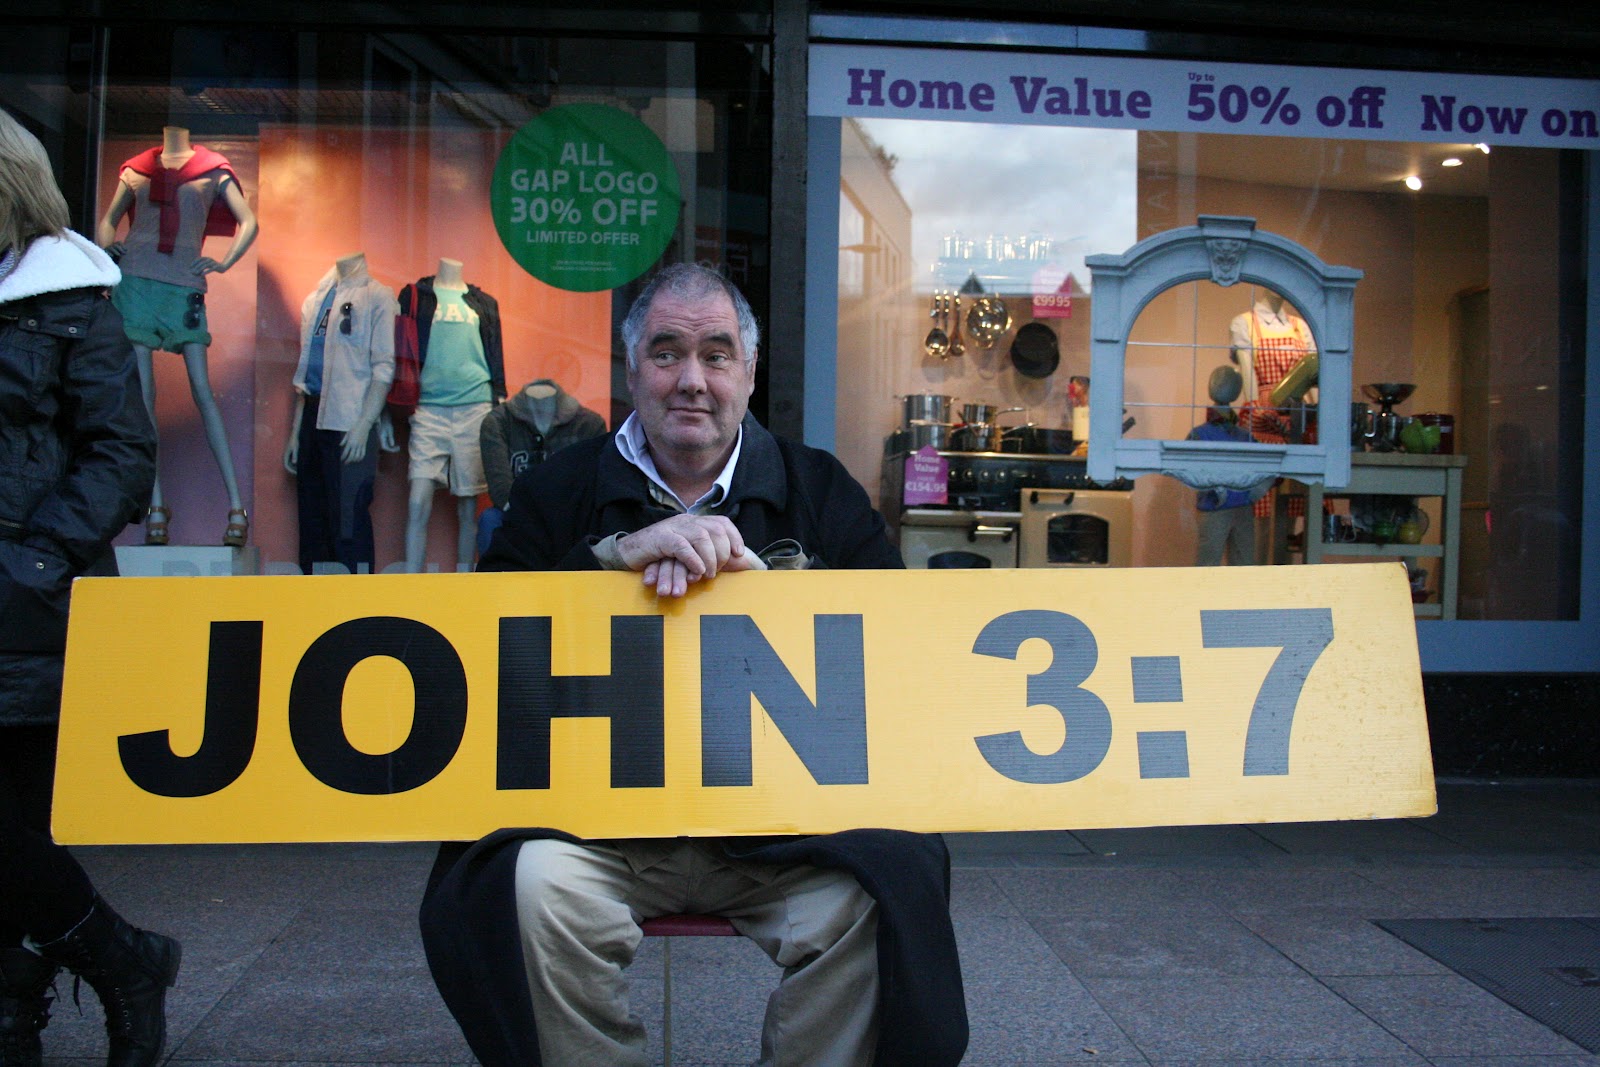 ALL
GAP LOGO
30% OFF
LIMITED OFFER
Home Value Up to 50% off Now on
€99.95
Home
Value
€154.95
GAP
JOHN 3:7